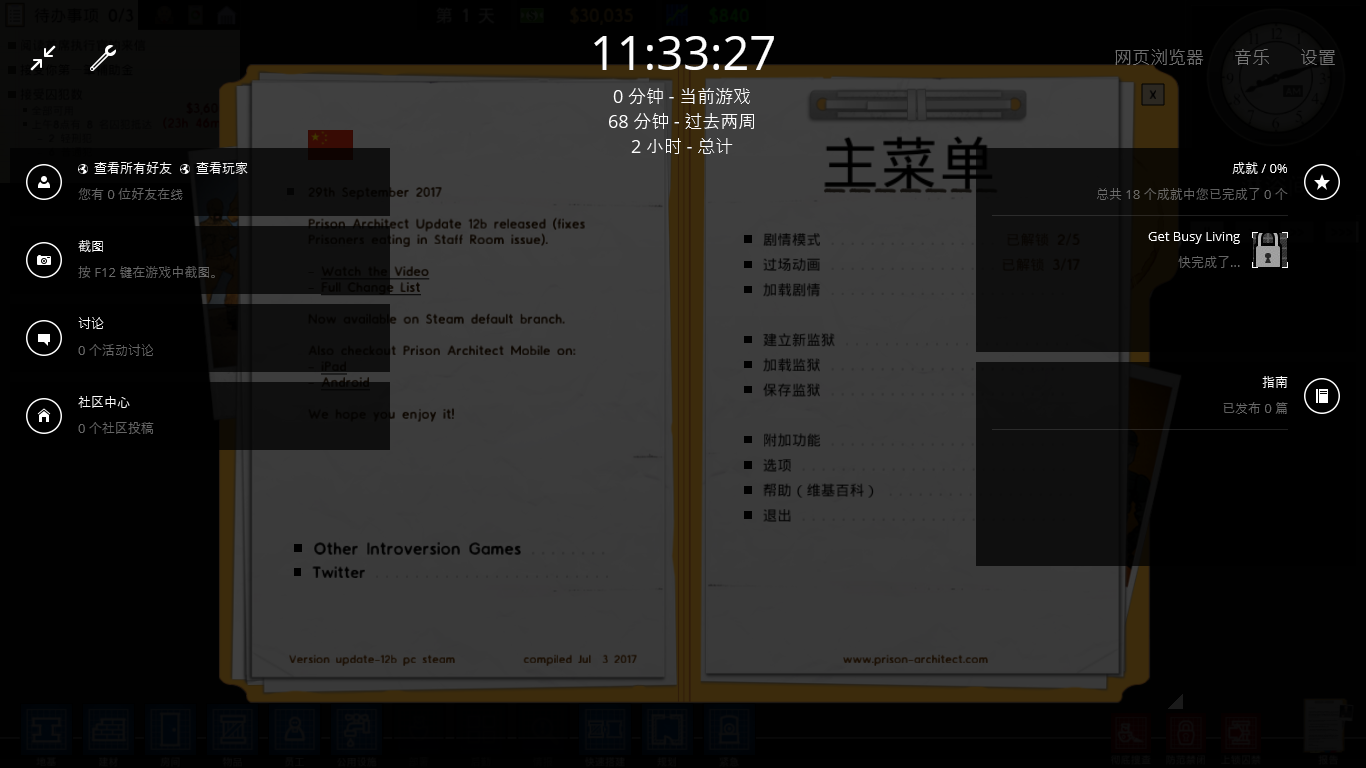 待办事项 0/3
第 1 天
$30,035
$840
11:33:27
0 分钟 - 当前游戏
68 分钟 - 过去两周
2 小时 - 总计
网页浏览器
音乐
设置
X
查看所有好友 查看玩家
您有 0 位好友在线
截图
按 F12 键在游戏中截图。
讨论
0 个活动讨论
社区中心
0 个社区投稿
29th September 2017
Prison Architect Update 12b released (fixes
Prisoners eating in Staff Room issue).
- Watch the Video
- Full Change List
Now available on Steam default branch.
Also checkout Prison Architect Mobile on:
- iPad
- Android
We hope you enjoy it!
Other Introversion Games
Twitter
Version update-12b pc steam
compiled Jul 3 2017
主菜单
剧情模式 已解锁 2/5
过场动画 已解锁 3/17
加载剧情
建立新监狱
加载监狱
保存监狱
附加功能
选项
帮助 ( 维基百科 )
退出
www.prison-architect.com
成就 / 0%
总共 18 个成就中您已完成了 0 个
Get Busy Living
快完成了...
指南
已发布 0 篇